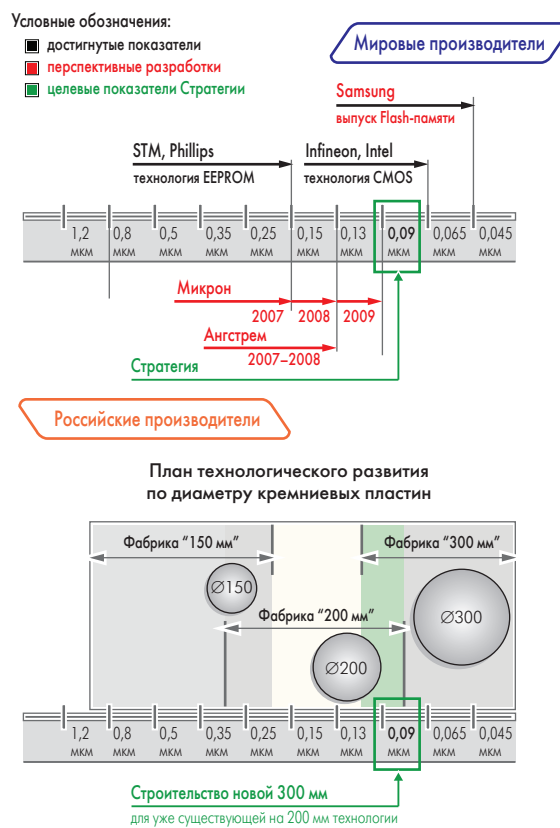 Условные обозначения:
достигнутые показатели
перспективные разработки
целевые показатели Стратегии
Мировые производители
Samsung
выпуск Flash-памяти
STM, Phillips
технология EEPROM
Infineon, Intel
технология CMOS
1,2 0,8 0,5 0,35 0,25 0,15 0,13 0,09 0,065 0,045
мкм мкм мкм мкм мкм мкм мкм мкм мкм мкм
Микрон
2007 2008 2009
Ангстрем
2007–2008
Стратегия
Российские производители
План технологического развития
по диаметру кремниевых пластин
Фабрика “150 мм”
Фабрика “300 мм”
Ø150
Фабрика “200 мм”
Ø300
Ø200
1,2 0,8 0,5 0,35 0,25 0,15 0,13 0,09 0,065 0,045
мкм мкм мкм мкм мкм мкм мкм мкм мкм мкм
Строительство новой 300 мм
для уже существующей на 200 мм технологии